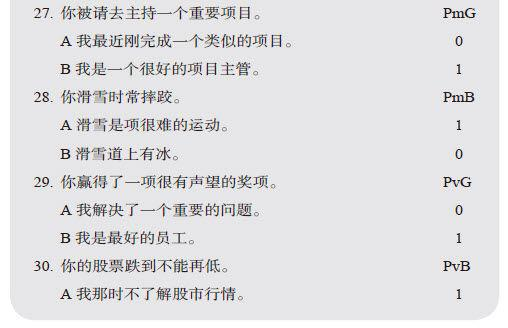 27. 你被请去主持一个重要项目。 PmG
A 我最近刚完成一个类似的项目。 0
B 我是一个很好的项目主管。 1
28. 你滑雪时常摔跤。 PmB
A 滑雪是项很难的运动。 1
B 滑雪道上有冰。 0
29. 你赢得了一项很有声望的奖项。 PvG
A 我解决了一个重要的问题。 0
B 我是最好的员工。 1
30. 你的股票跌到不能再低。 PvB
A 我那时不了解股市行情。 1